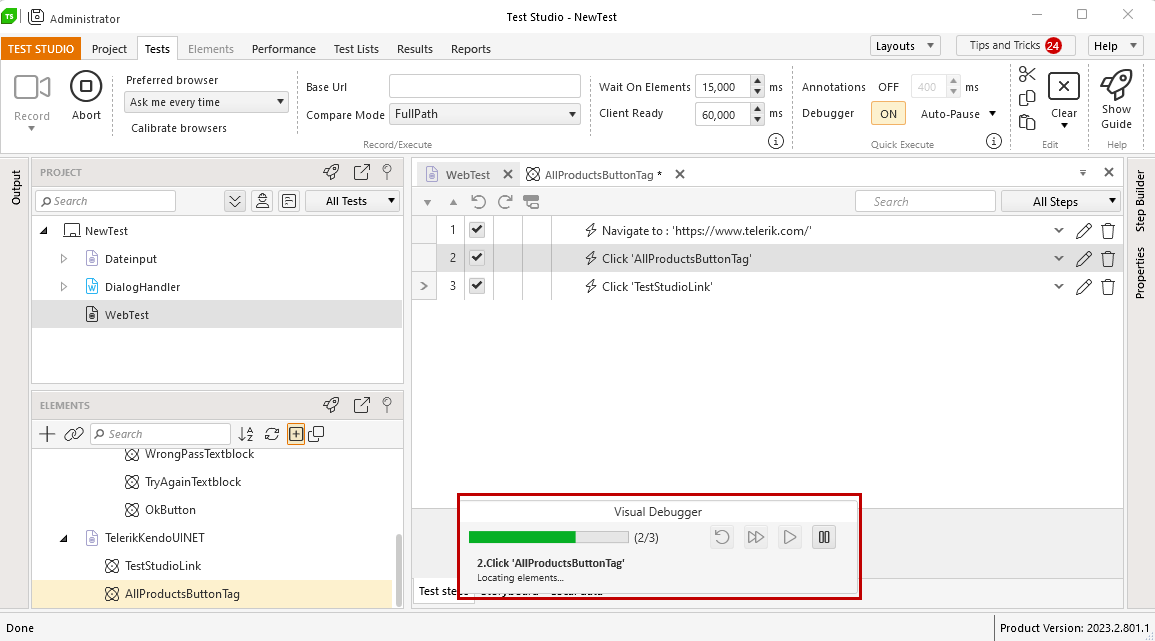 TS
Administrator
Test Studio - NewTest
TEST STUDIO Project Tests Elements Performance Test Lists Results Reports
Layouts Tips and Tricks 24 Help
Record
Abort
Preferred browser
Ask me every time
Calibrate browsers
Base Url
Compare Mode FullPath
Record/Execute
Wait On Elements 15,000 ms
Client Ready 60,000 ms
Annotations OFF 400 ms
Debugger ON Auto-Pause
Quick Execute
Clear
Edit
Show
Guide
Help
Output
PROJECT
Search All Tests
NewTest
Dateinput
DialogHandler
WebTest
ELEMENTS
Search
WrongPassTextblock
TryAgainTextblock
OkButton
TelerikKendoUINET
TestStudioLink
AllProductsButtonTag
WebTest AllProductsButtonTag *
Search All Steps
1 Navigate to : 'https://www.telerik.com/'
2 Click 'AllProductsButtonTag'
3 Click 'TestStudioLink'
Visual Debugger
(2/3)
2.Click 'AllProductsButtonTag'
Locating elements...
Test ste
Step Builder
Properties
Done
Product Version: 2023.2.801.1